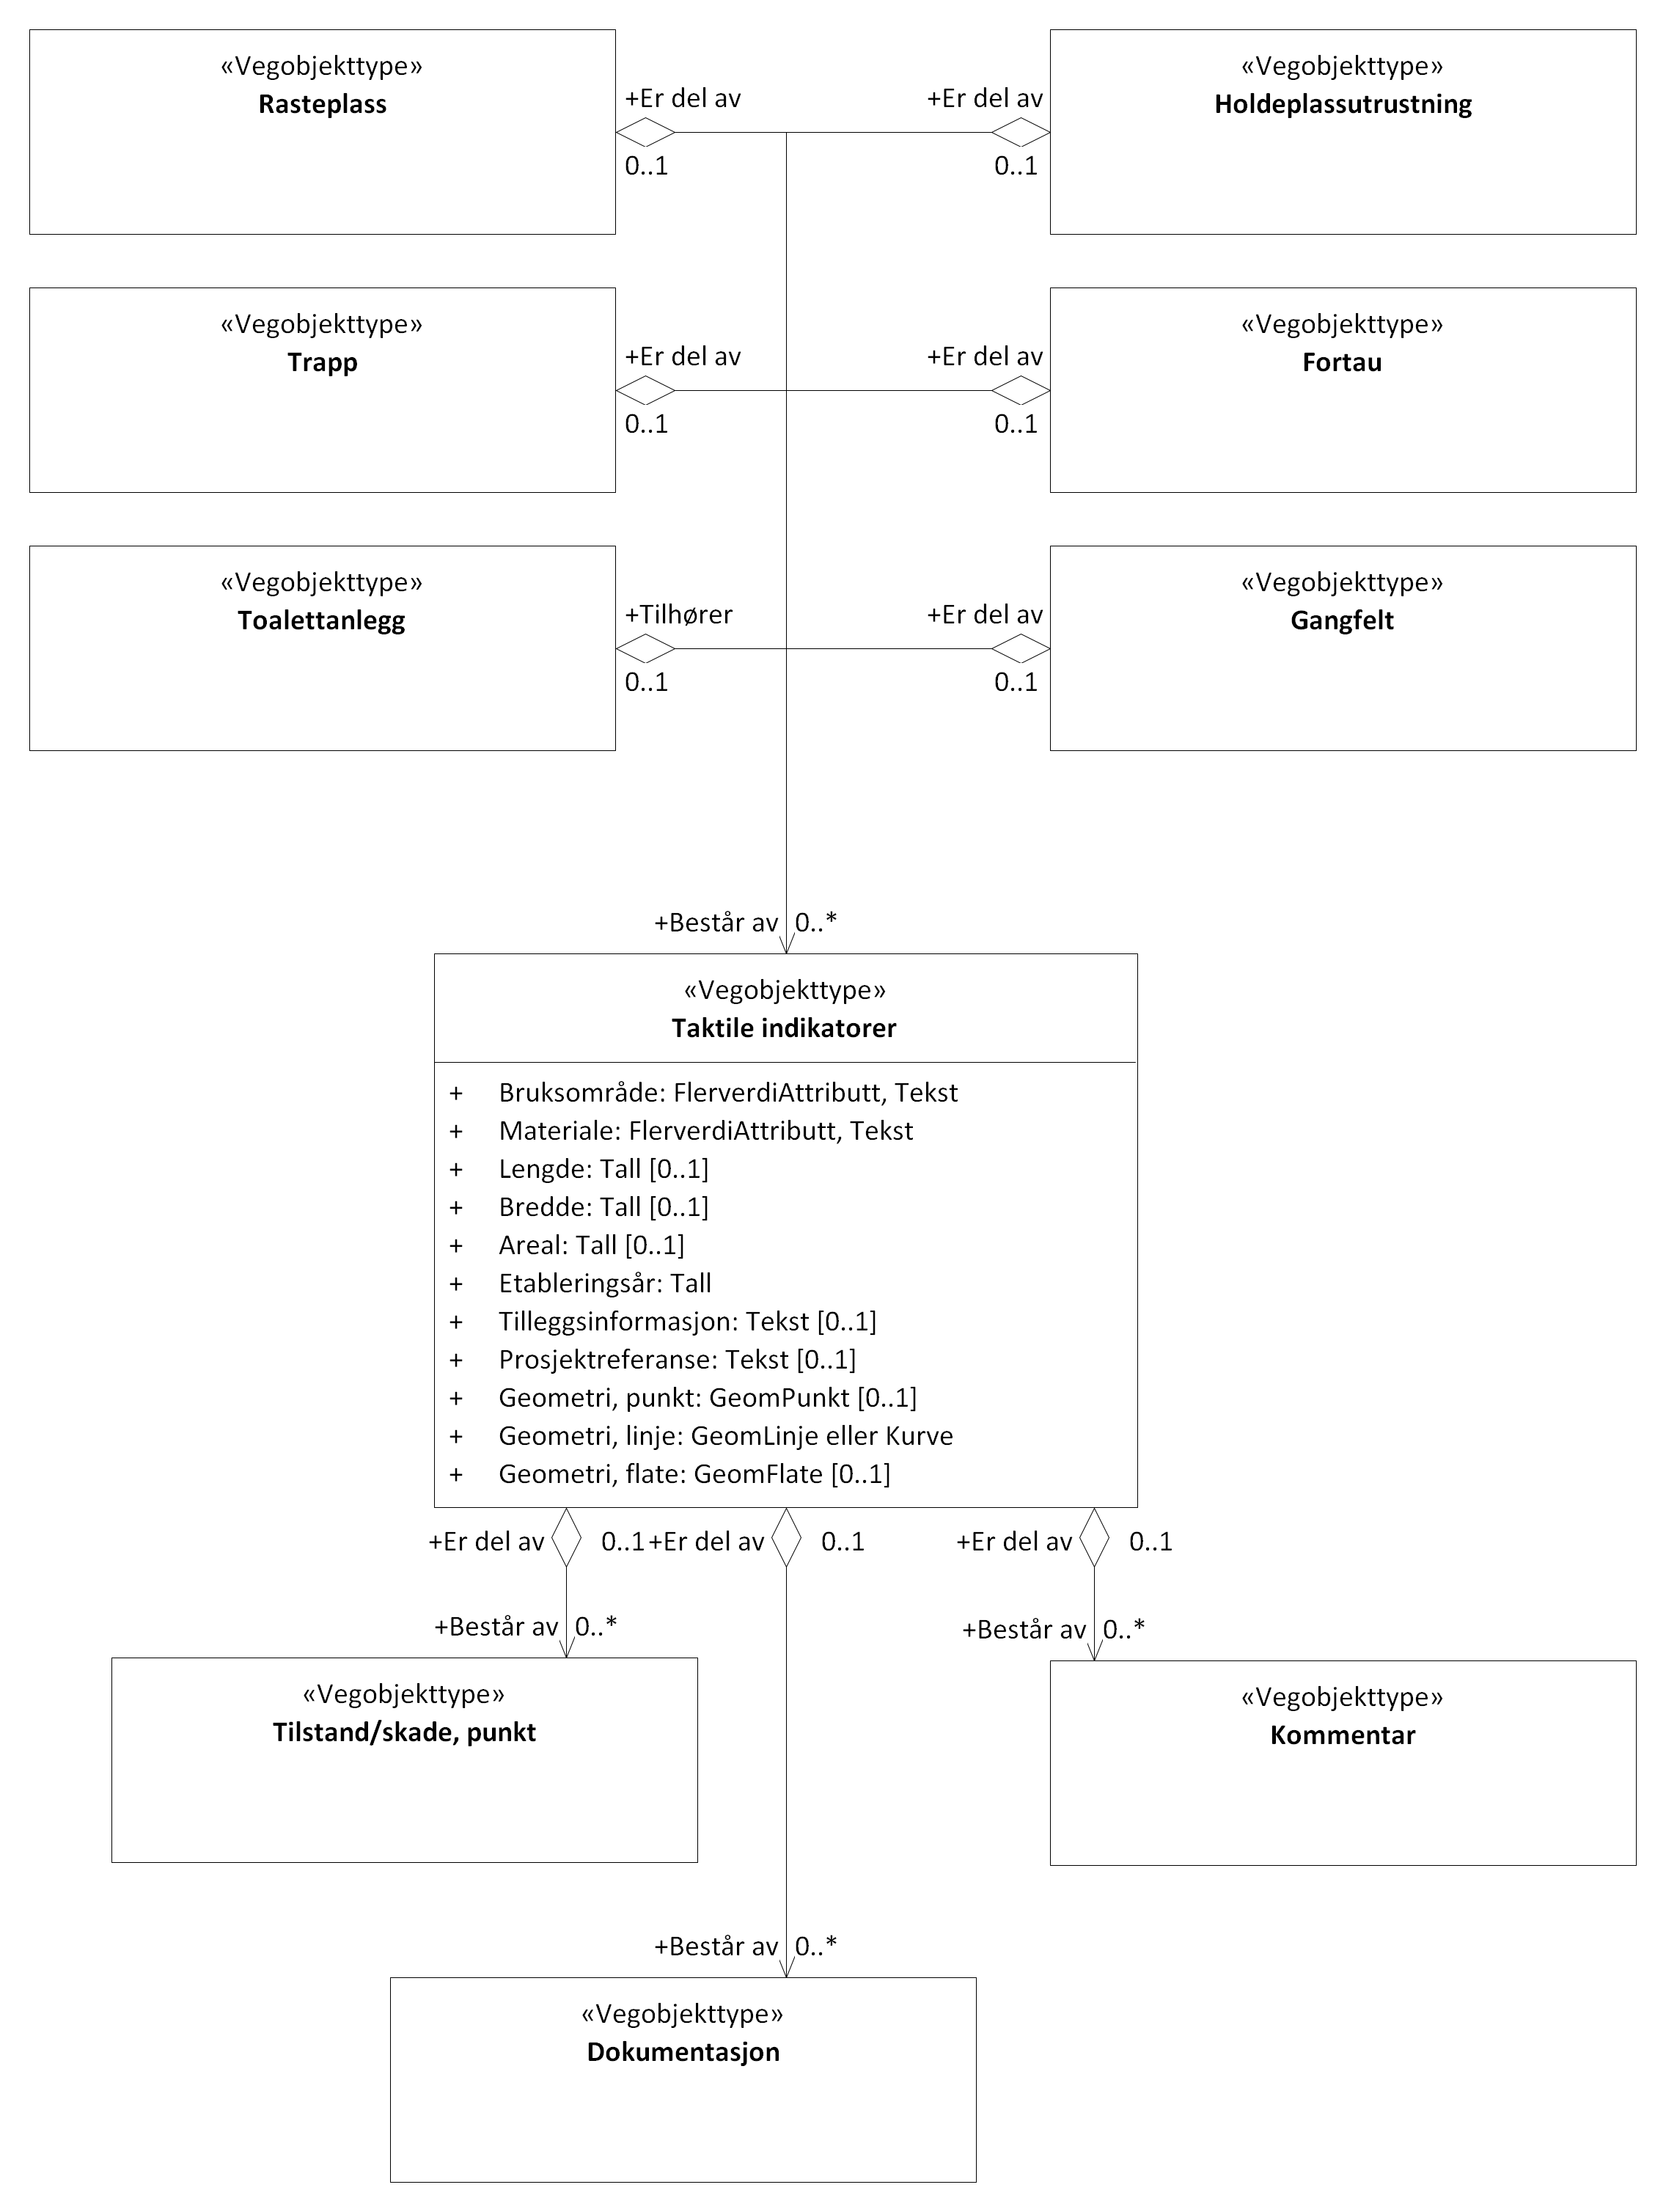 «Vegobjekttype»
Rasteplass
+Er del av
0..1
+Er del av
0..1
«Vegobjekttype»
Holdeplassutrustning
«Vegobjekttype»
Trapp
+Er del av
0..1
+Er del av
0..1
«Vegobjekttype»
Fortau
«Vegobjekttype»
Toalettanlegg
+Tilhører
0..1
+Er del av
0..1
«Vegobjekttype»
Gangfelt
+Består av 0..*
«Vegobjekttype»
Taktile indikatorer
+ Bruksområde: FlerverdiAttributt, Tekst
+ Materiale: FlerverdiAttributt, Tekst
+ Lengde: Tall [0..1]
+ Bredde: Tall [0..1]
+ Areal: Tall [0..1]
+ Etableringsår: Tall
+ Tilleggsinformasjon: Tekst [0..1]
+ Prosjektreferanse: Tekst [0..1]
+ Geometri, punkt: GeomPunkt [0..1]
+ Geometri, linje: GeomLinje eller Kurve
+ Geometri, flate: GeomFlate [0..1]
+Er del av 0..1
+Er del av 0..1
+Er del av 0..1
+Består av 0..*
+Består av 0..*
«Vegobjekttype»
Tilstand/skade, punkt
«Vegobjekttype»
Kommentar
+Består av 0..*
«Vegobjekttype»
Dokumentasjon